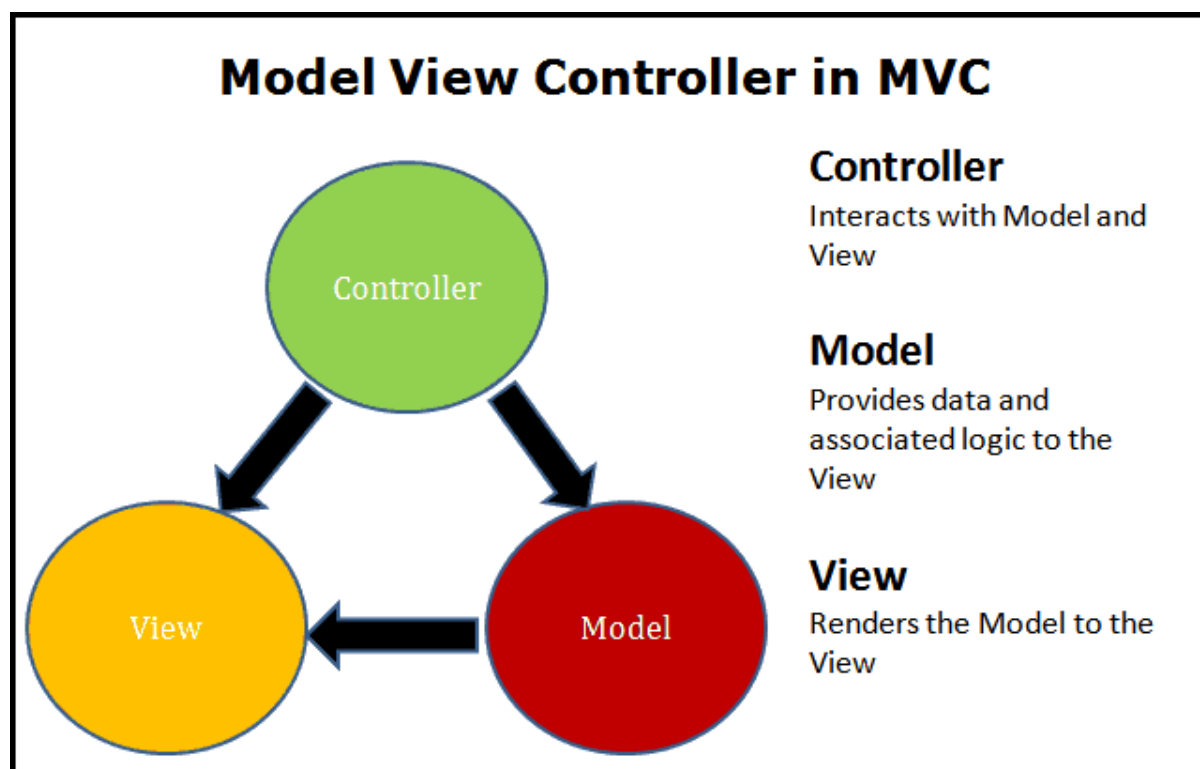 Model View Controller in MVC
Controller
Interacts with Model and
View
Controller
Model
Provides data and
associated logic to the
View
View
Renders the Model to the
View
View
Model